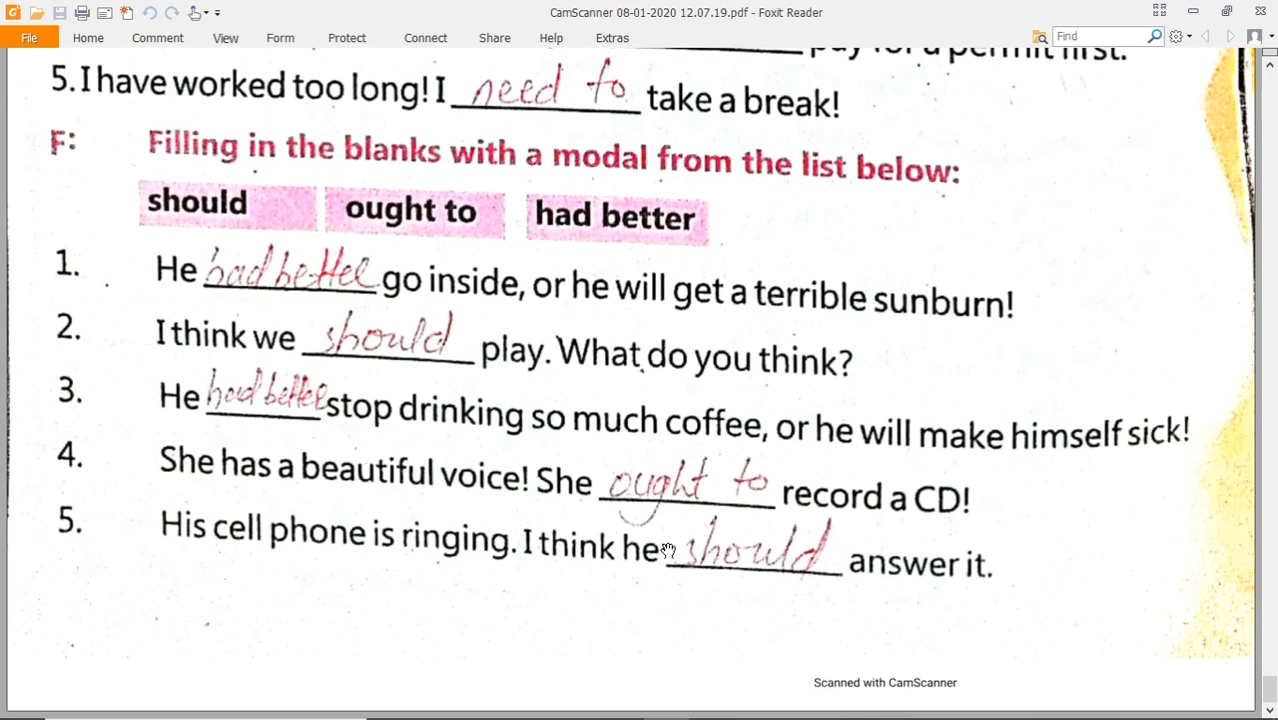 CamScanner 08-01-2020 12.07.19.pdf - Foxit Reader
File Home Comment View Form Protect Connect Share Help Extras Find
pay for a permit first.
5. I have worked too long! I need to take a break!
F: Filling in the blanks with a modal from the list below:
should ought to had better
1. He had better go inside, or he will get a terrible sunburn!
2. I think we should play. What do you think?
3. He had better stop drinking so much coffee, or he will make himself sick!
4. She has a beautiful voice! She ought to record a CD!
5. His cell phone is ringing. I think he should answer it.
Scanned with CamScanner